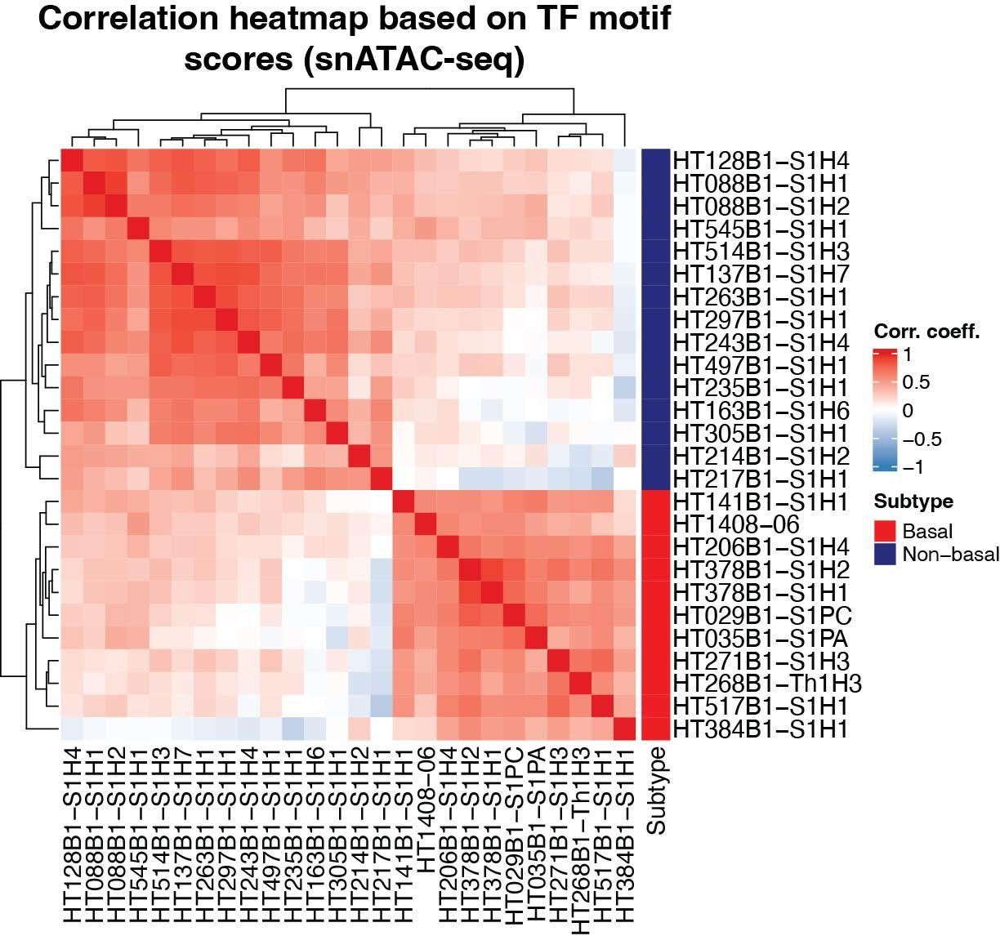 Correlation heatmap based on TF motif
scores (snATAC-seq)
HT128B1−S1H4
HT088B1−S1H1
HT088B1−S1H2
HT545B1−S1H1
HT514B1−S1H3
HT137B1−S1H7
HT263B1−S1H1
HT297B1−S1H1
HT243B1−S1H4
HT497B1−S1H1
HT235B1−S1H1
HT163B1−S1H6
HT305B1−S1H1
HT214B1−S1H2
HT217B1−S1H1
HT141B1−S1H1
HT1408−06
HT206B1−S1H4
HT378B1−S1H2
HT378B1−S1H1
HT029B1−S1PC
HT035B1−S1PA
HT271B1−S1H3
HT268B1−Th1H3
HT517B1−S1H1
HT384B1−S1H1
Corr. coeff.
1
0.5
0
−0.5
−1
Subtype
Basal
Non−basal
HT128B1−S1H4
HT088B1−S1H1
HT088B1−S1H2
HT545B1−S1H1
HT514B1−S1H3
HT137B1−S1H7
HT263B1−S1H1
HT297B1−S1H1
HT243B1−S1H4
HT497B1−S1H1
HT235B1−S1H1
HT163B1−S1H6
HT305B1−S1H1
HT214B1−S1H2
HT217B1−S1H1
HT141B1−S1H1
HT1408−06
HT206B1−S1H4
HT378B1−S1H2
HT378B1−S1H1
HT029B1−S1PC
HT035B1−S1PA
HT271B1−S1H3
HT268B1−Th1H3
HT517B1−S1H1
HT384B1−S1H1
Subtype